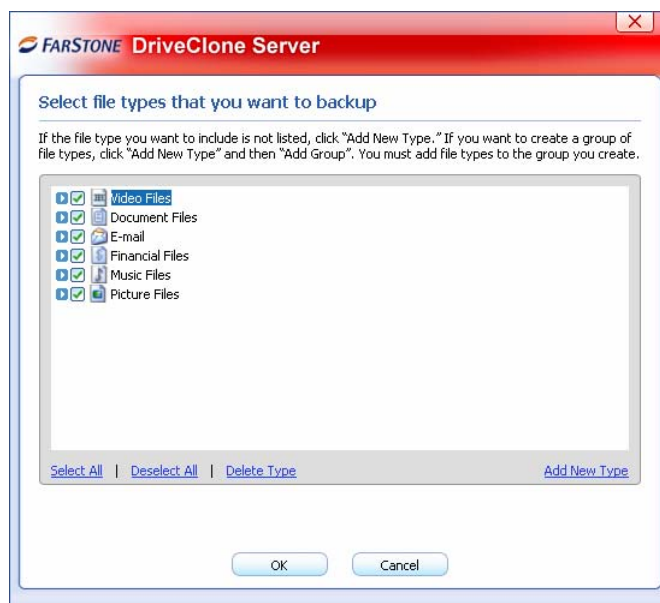 FARSTONE DriveClone Server
Select file types that you want to backup
If the file type you want to include is not listed, click “Add New Type.” If you want to create a group of
file types, click “Add New Type” and then “Add Group”. You must add file types to the group you create.
Video Files
Document Files
E-mail
Financial Files
Music Files
Picture Files
Select All | Deselect All | Delete Type Add New Type
OK Cancel